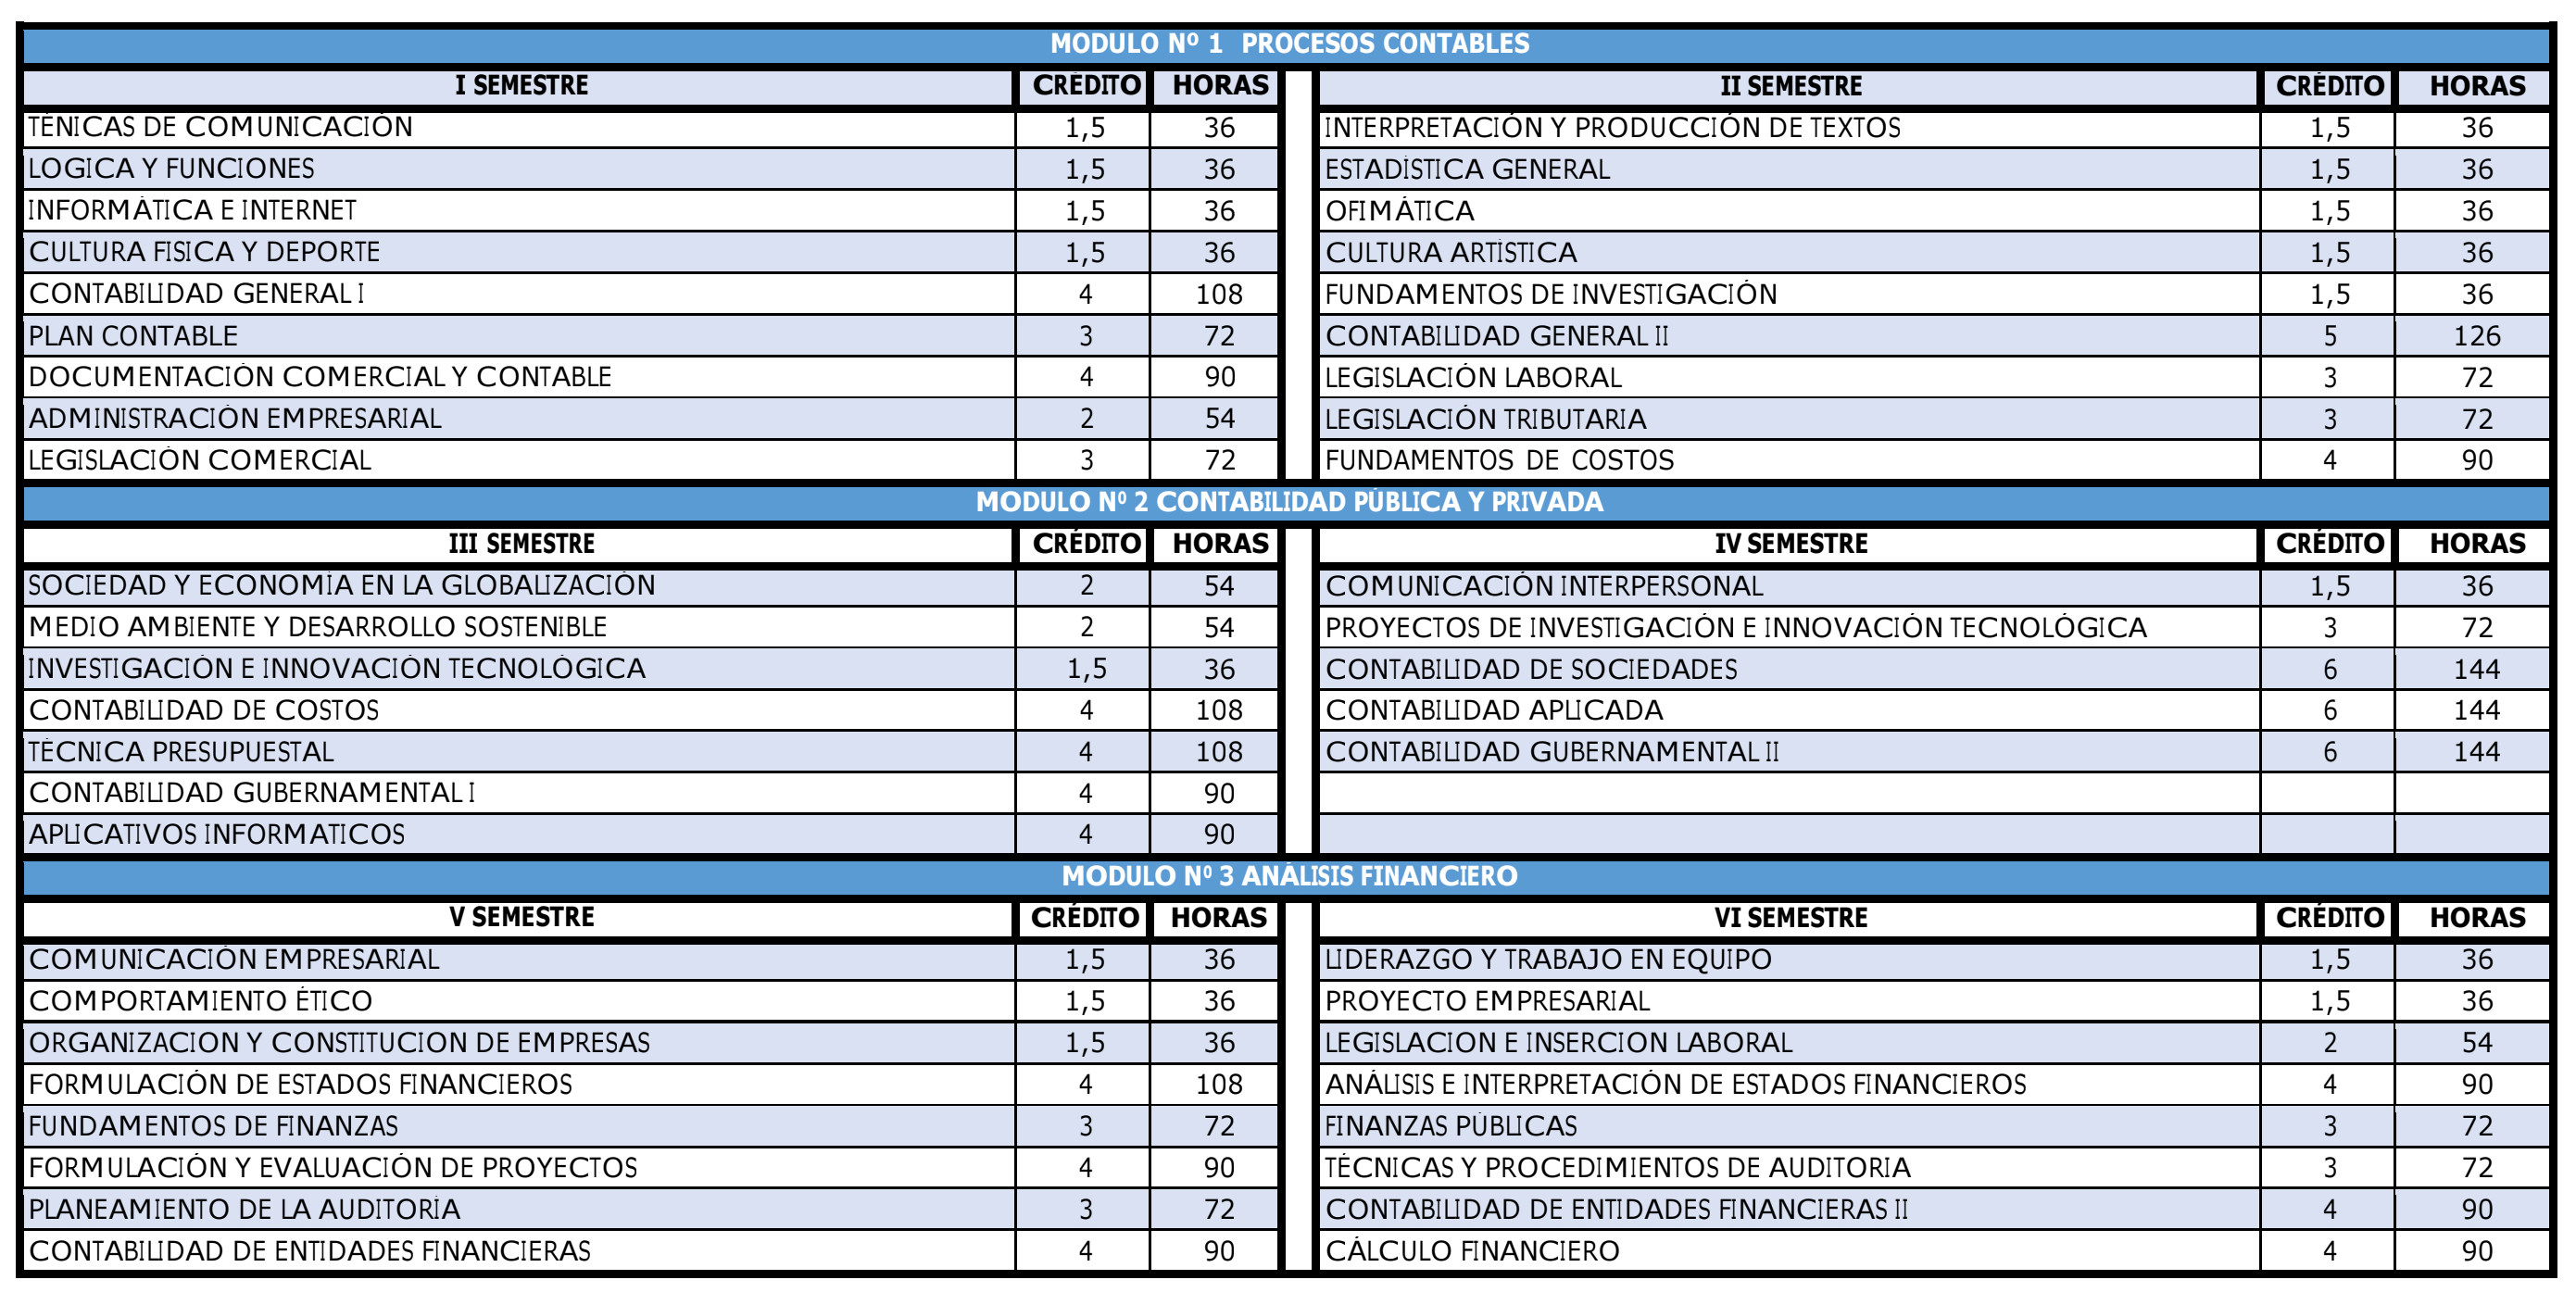 MODULO Nº 1 PROCESOS CONTABLES
I SEMESTRE CRÉDITO HORAS II SEMESTRE CRÉDITO HORAS
TÉNICAS DE COMUNICACIÓN 1,5 36 INTERPRETACIÓN Y PRODUCCIÓN DE TEXTOS 1,5 36
LOGICA Y FUNCIONES 1,5 36 ESTADÍSTICA GENERAL 1,5 36
INFORMÁTICA E INTERNET 1,5 36 OFIMÁTICA 1,5 36
CULTURA FISICA Y DEPORTE 1,5 36 CULTURA ARTÍSTICA 1,5 36
CONTABILIDAD GENERAL I 4 108 FUNDAMENTOS DE INVESTIGACIÓN 1,5 36
PLAN CONTABLE 3 72 CONTABILIDAD GENERAL II 5 126
DOCUMENTACIÓN COMERCIAL Y CONTABLE 4 90 LEGISLACIÓN LABORAL 3 72
ADMINISTRACIÓN EMPRESARIAL 2 54 LEGISLACIÓN TRIBUTARIA 3 72
LEGISLACIÓN COMERCIAL 3 72 FUNDAMENTOS DE COSTOS 4 90
MODULO Nº 2 CONTABILIDAD PÚBLICA Y PRIVADA
III SEMESTRE CRÉDITO HORAS IV SEMESTRE CRÉDITO HORAS
SOCIEDAD Y ECONOMÍA EN LA GLOBALIZACIÓN 2 54 COMUNICACIÓN INTERPERSONAL 1,5 36
MEDIO AMBIENTE Y DESARROLLO SOSTENIBLE 2 54 PROYECTOS DE INVESTIGACIÓN E INNOVACIÓN TECNOLÓGICA 3 72
INVESTIGACIÓN E INNOVACIÓN TECNOLÓGICA 1,5 36 CONTABILIDAD DE SOCIEDADES 6 144
CONTABILIDAD DE COSTOS 4 108 CONTABILIDAD APLICADA 6 144
TÉCNICA PRESUPUESTAL 4 108 CONTABILIDAD GUBERNAMENTAL II 6 144
CONTABILIDAD GUBERNAMENTAL I 4 90
APLICATIVOS INFORMATICOS 4 90
MODULO Nº 3 ANÁLISIS FINANCIERO
V SEMESTRE CRÉDITO HORAS VI SEMESTRE CRÉDITO HORAS
COMUNICACIÓN EMPRESARIAL 1,5 36 LIDERAZGO Y TRABAJO EN EQUIPO 1,5 36
COMPORTAMIENTO ÉTICO 1,5 36 PROYECTO EMPRESARIAL 1,5 36
ORGANIZACION Y CONSTITUCION DE EMPRESAS 1,5 36 LEGISLACION E INSERCION LABORAL 2 54
FORMULACIÓN DE ESTADOS FINANCIEROS 4 108 ANÁLISIS E INTERPRETACIÓN DE ESTADOS FINANCIEROS 4 90
FUNDAMENTOS DE FINANZAS 3 72 FINANZAS PÚBLICAS 3 72
FORMULACIÓN Y EVALUACIÓN DE PROYECTOS 4 90 TÉCNICAS Y PROCEDIMIENTOS DE AUDITORIA 3 72
PLANEAMIENTO DE LA AUDITORÍA 3 72 CONTABILIDAD DE ENTIDADES FINANCIERAS II 4 90
CONTABILIDAD DE ENTIDADES FINANCIERAS 4 90 CÁLCULO FINANCIERO 4 90